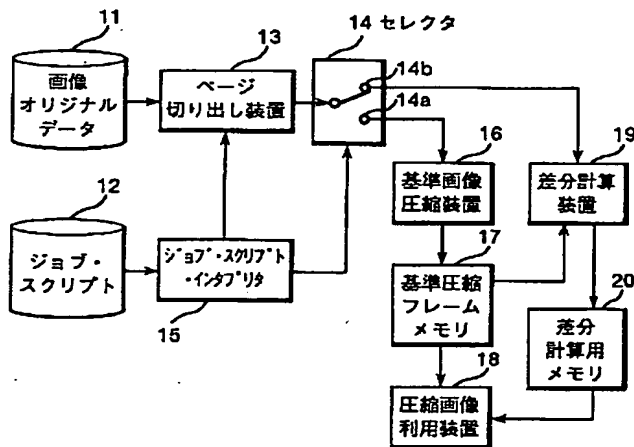 11
画像
オリジナル
データ
13
ページ
切り出し装置
14 セレクタ
14b
14a
12
ジョブ・
スクリプト
ジョブ・スクリプト
・インタプリタ
15
16
基準画像
圧縮装置
19
差分計算
装置
17
基準圧縮
フレーム
メモリ
20
差分
計算用
メモリ
18
圧縮画像
利用装置